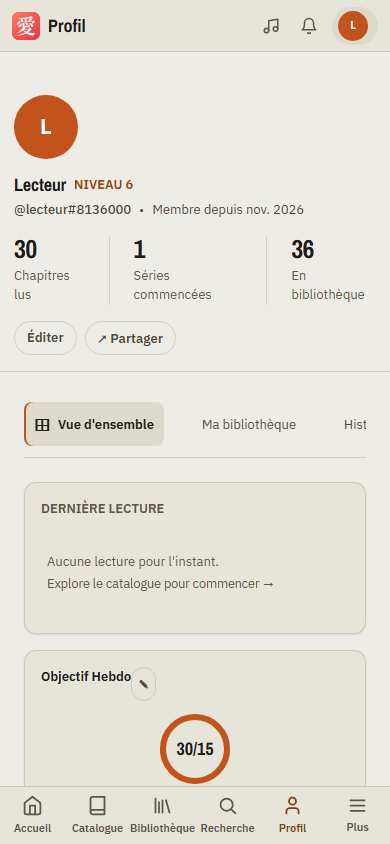 愛 Profil L
L
Lecteur NIVEAU 6
@lecteur#8136000 • Membre depuis nov. 2026
30 1 36
Chapitres lus
Séries commencées
En bibliothèque
Éditer ↗ Partager
Vue d'ensemble Ma bibliothèque Hist
DERNIÈRE LECTURE
Aucune lecture pour l'instant.
Explore le catalogue pour commencer →
Objectif Hebdo
30/15
Accueil Catalogue Bibliothèque Recherche Profil Plus